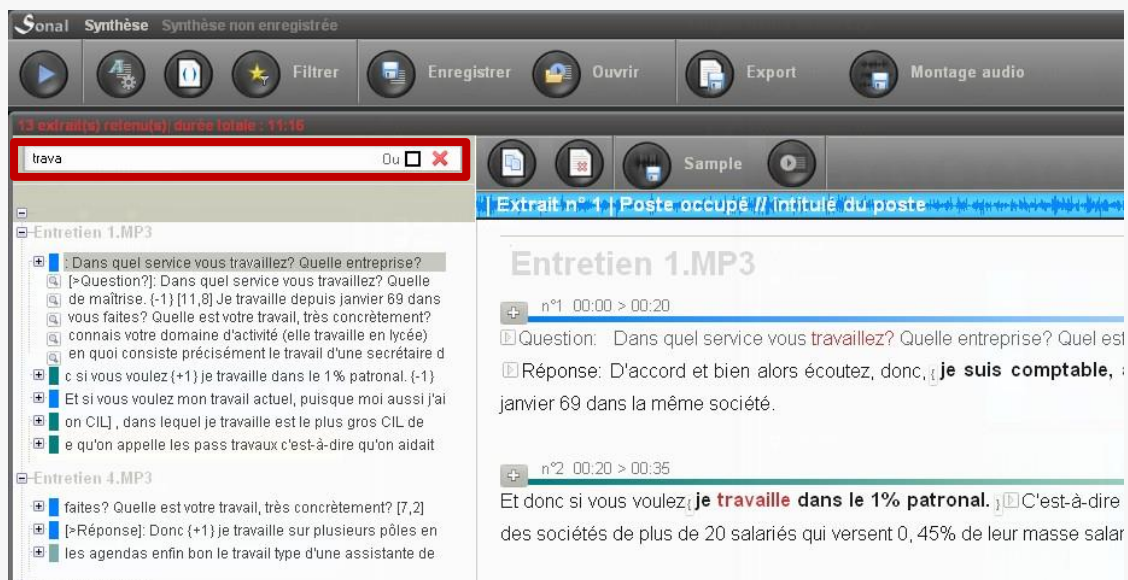 Sonal Synthèse Synthèse non enregistrée
Filtrer Enregistrer Ouvrir Export Montage audio
13 extrait(s) retenu(s); durée totale : 11:16
trava Ou
Sample
| Extrait n° 1 | Poste occupé // intitulé du poste
Entretien 1.MP3
: Dans quel service vous travaillez? Quelle entreprise?
[>Question?]: Dans quel service vous travaillez? Quelle
de maîtrise. {-1} [11,8] Je travaille depuis janvier 69 dans
vous faites? Quelle est votre travail, très concrètement?
connais votre domaine d'activité (elle travaille en lycée)
en quoi consiste précisément le travail d'une secrétaire d
c si vous voulez {+1} je travaille dans le 1% patronal. {-1}
Et si vous voulez mon travail actuel, puisque moi aussi j'ai
on CIL] , dans lequel je travaille est le plus gros CIL de
e qu'on appelle les pass travaux c'est-à-dire qu'on aidait
Entretien 4.MP3
faites? Quelle est votre travail, très concrètement? [7,2]
[>Réponse]: Donc {+1} je travaille sur plusieurs pôles en
les agendas enfin bon le travail type d'une assistante de
Entretien 1.MP3
n°1 00:00 > 00:20
Question: Dans quel service vous travaillez? Quelle entreprise? Quel est
Réponse: D'accord et bien alors écoutez, donc, { je suis comptable,
janvier 69 dans la même société.
n°2 00:20 > 00:35
Et donc si vous voulez { je travaille dans le 1% patronal. } C'est-à-dire
des sociétés de plus de 20 salariés qui versent 0, 45% de leur masse salar